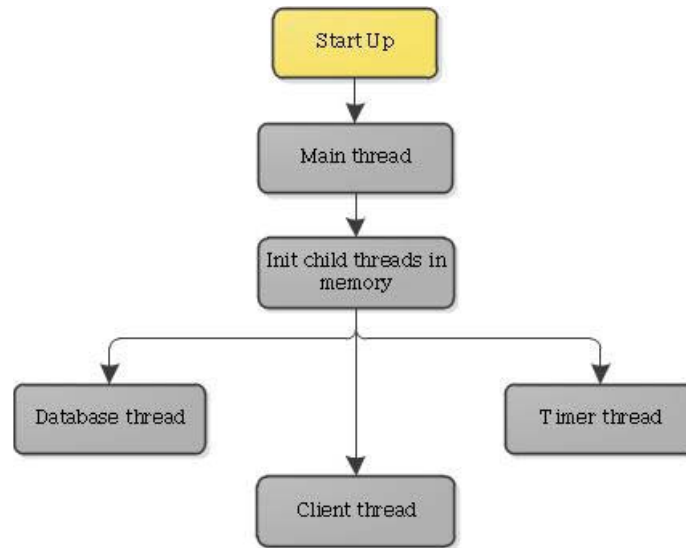 Start Up
Main thread
Init child threads in
memory
Database thread
Timer thread
Client thread